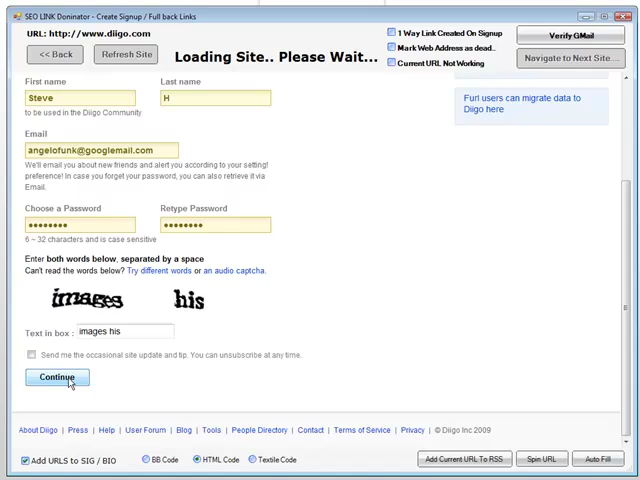 SEO LINK Dominator - Create Signup / Full back Links
URL: http://www.diigo.com
<< Back
Refresh Site
Loading Site.. Please Wait...
1 Way Link Created On Signup
Mark Web Address as dead..
Current URL Not Working
Verify GMail
Navigate to Next Site....
First name
Last name
Steve
H
to be used in the Diigo Community
Furl users can migrate data to
Diigo here
Email
angelofunk@googlemail.com
We'll email you about new friends and alert you according to your setting/
preference! In case you forget your password, you can also retrieve it via
Email.
Choose a Password
Retype Password
6 ~ 32 characters and is case sensitive
Enter both words below, separated by a space
Can't read the words below? Try different words or an audio captcha.
images his
Text in box :
images his
Send me the occasional site update and tip. You can unsubscribe at any time.
Continue
About Diigo | Press | Help | User Forum | Blog | Tools | People Directory | Contact | Terms of Service | Privacy | © Diigo Inc 2009
Add URLS to SIG / BIO
BB Code
HTML Code
Textile Code
Add Current URL To RSS
Spin URL
Auto Fill